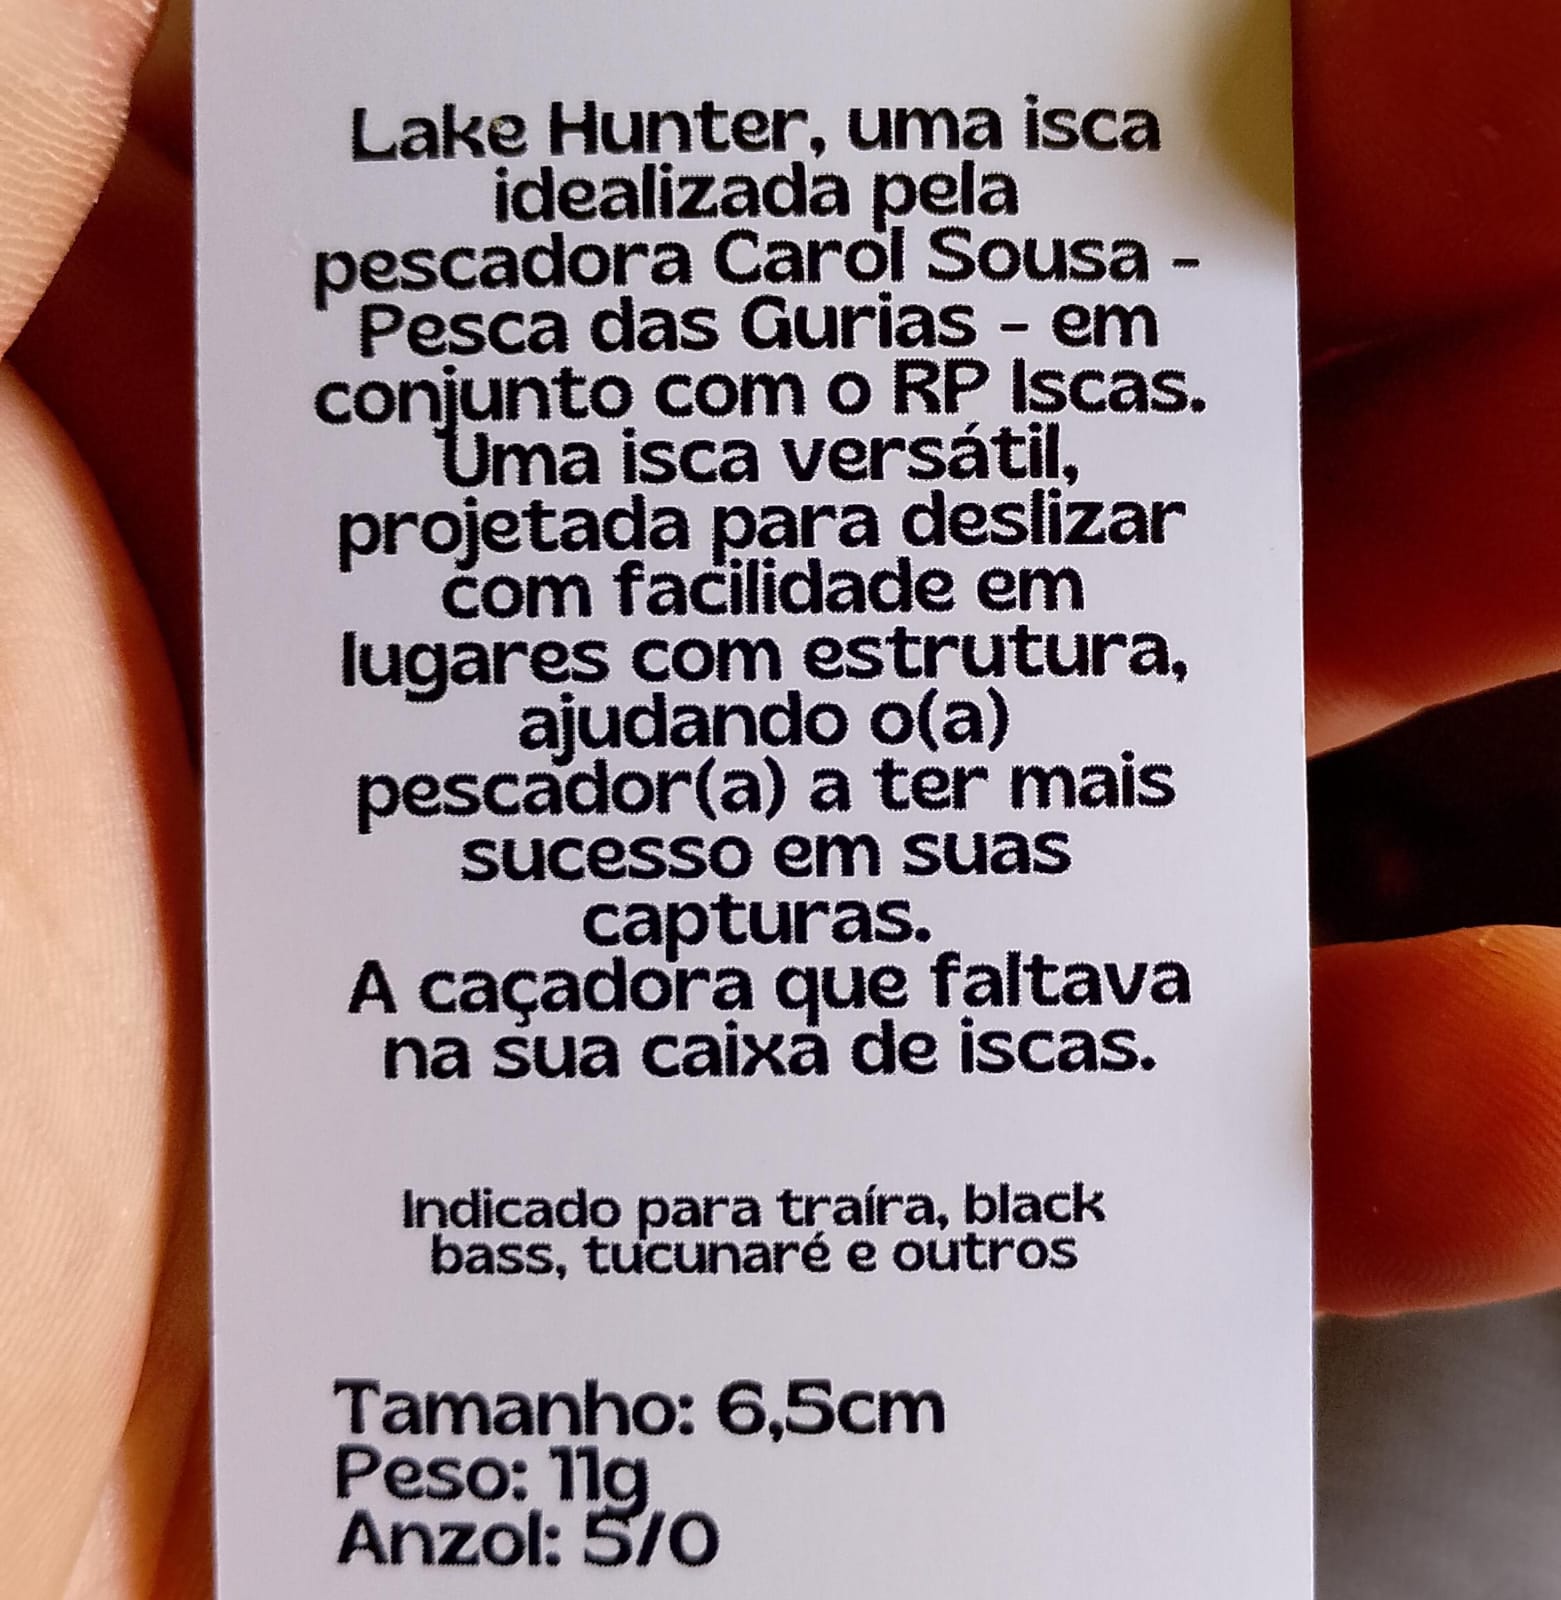 Lake Hunter, uma isca
idealizada pela
pescadora Carol Sousa -
Pesca das Gurias - em
conjunto com o RP Iscas.
Uma isca versátil,
projetada para deslizar
com facilidade em
lugares com estrutura,
ajudando o(a)
pescador(a) a ter mais
sucesso em suas
capturas.
A caçadora que faltava
na sua caixa de iscas.
Indicado para traíra, black
bass, tucunaré e outros
Tamanho: 6,5cm
Peso: 11g
Anzol: 5/0